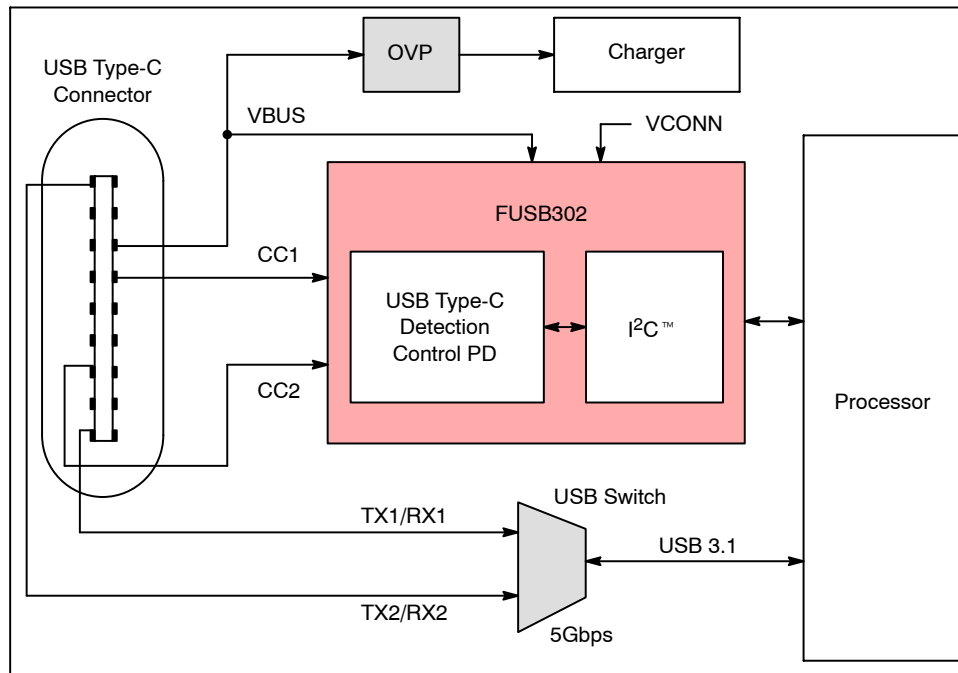 OVP
Charger
USB Type-C
Connector
VBUS
VCONN
FUSB302
CC1
USB Type-C
Detection
Control PD
I²C™
CC2
Processor
USB Switch
TX1/RX1
USB 3.1
TX2/RX2
5Gbps